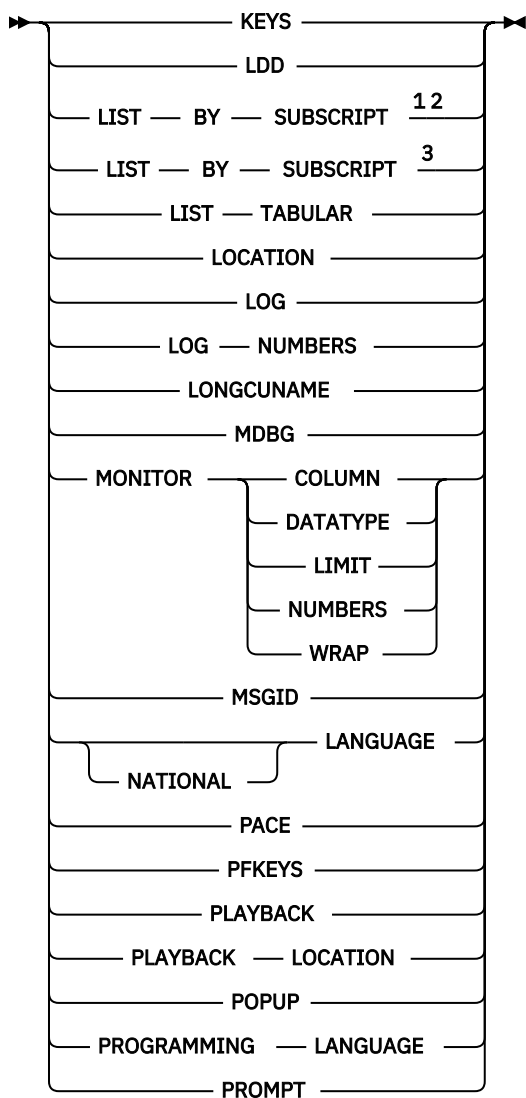 KEYS
LDD
LIST BY SUBSCRIPT 1 2
LIST BY SUBSCRIPT 3
LIST TABULAR
LOCATION
LOG
LOG NUMBERS
LONGCUNAME
MDBG
MONITOR COLUMN
DATATYPE
LIMIT
NUMBERS
WRAP
MSGID
LANGUAGE
NATIONAL
PACE
PFKEYS
PLAYBACK
PLAYBACK LOCATION
POPUP
PROGRAMMING LANGUAGE
PROMPT